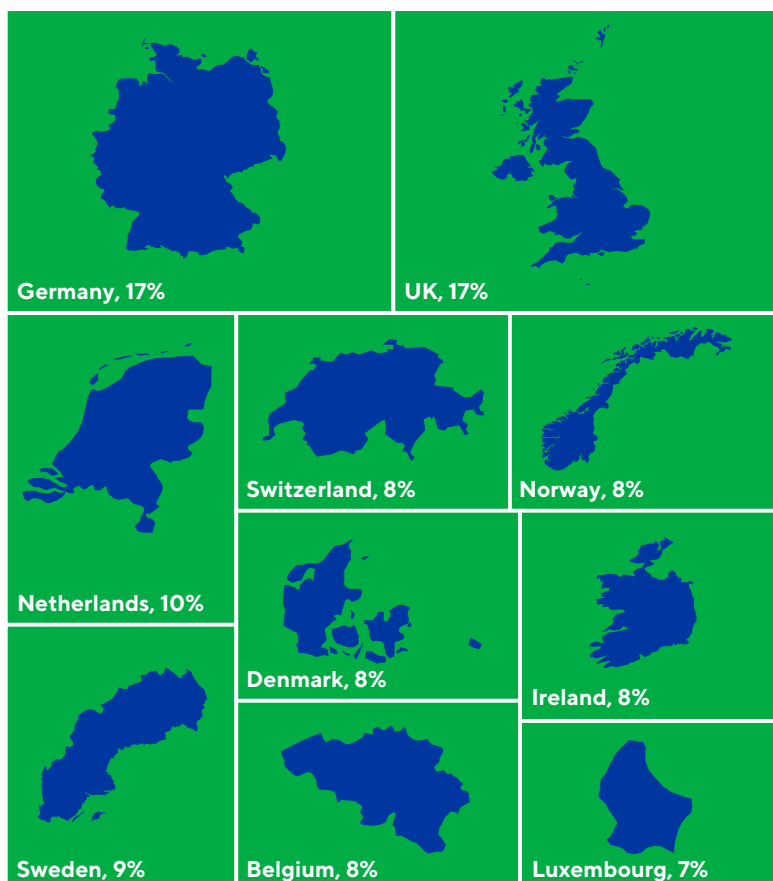 Germany, 17%
UK, 17%
Netherlands, 10%
Switzerland, 8%
Norway, 8%
Denmark, 8%
Ireland, 8%
Sweden, 9%
Belgium, 8%
Luxembourg, 7%